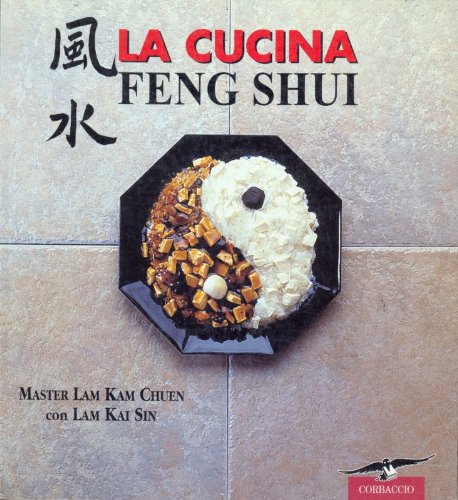 風水
LA CUCINA
FENG SHUI
MASTER LAM KAM CHUEN
CON LAM KAI SIN
CORBACCIO